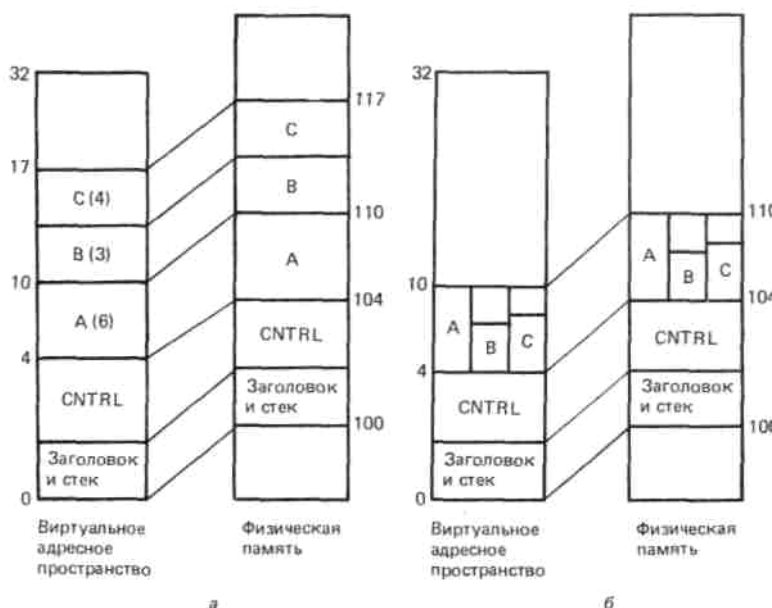 32
17
C (4)
B (3)
10
A (6)
4
CNTRL
Заголовок
и стек
0
Виртуальное
адресное
пространство
117
C
B
110
A
104
CNTRL
Заголовок
и стек
100
Физическая
память
а
32
10
A
B
C
4
CNTRL
Заголовок
и стек
0
Виртуальное
адресное
пространство
110
A
B
C
104
CNTRL
Заголовок
и стек
100
Физическая
память
б